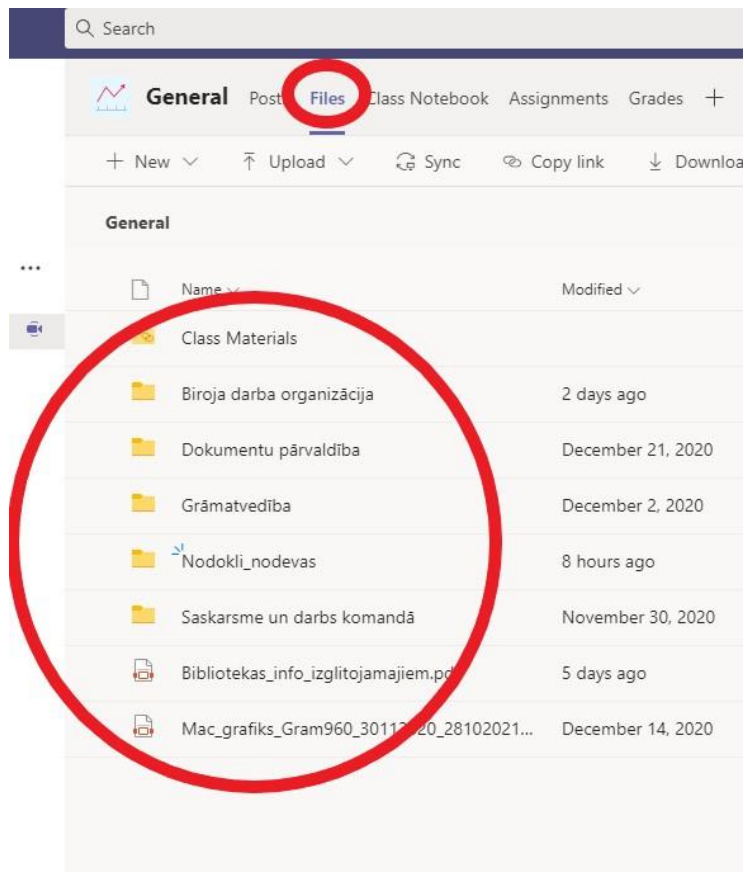 Search
General Post Files Class Notebook Assignments Grades
New Upload Sync Copy link
General
Name Modified
Class Materials
Biroja darba organizācija 2 days ago
Dokumentu pārvaldība December 21, 2020
Grāmatvedība December 2, 2020
Nodokli_nodevas 8 hours ago
Saskarsme un darbs komandā November 30, 2020
Bibliotekas_info_izglitojamajiem.pd 5 days ago
December 14, 2020